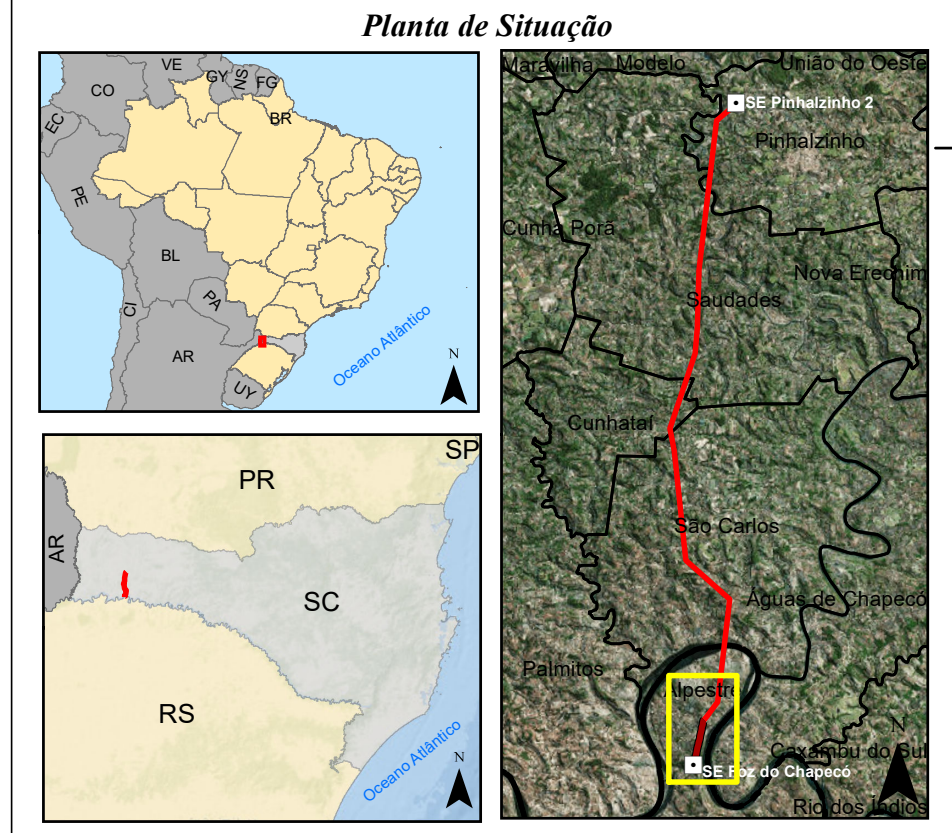 Planta de Situação
VE
CO
GY
NS
FG
EC
BR
PE
BL
PA
CI
AR
UY
Oceano Atlântico
N
SP
PR
AR
SC
RS
Oceano Atlântico
N
Maravilha
Modelo
União do Oeste
SE Pinhalzinho 2
Pinhalzinho
Cunha Porã
Nova Erechim
Saudades
Cunhataí
São Carlos
Águas de Chapecó
Palmitos
Alpestre
N
Caxambu do Sul
SE Foz do Chapecó
Rio dos Índios